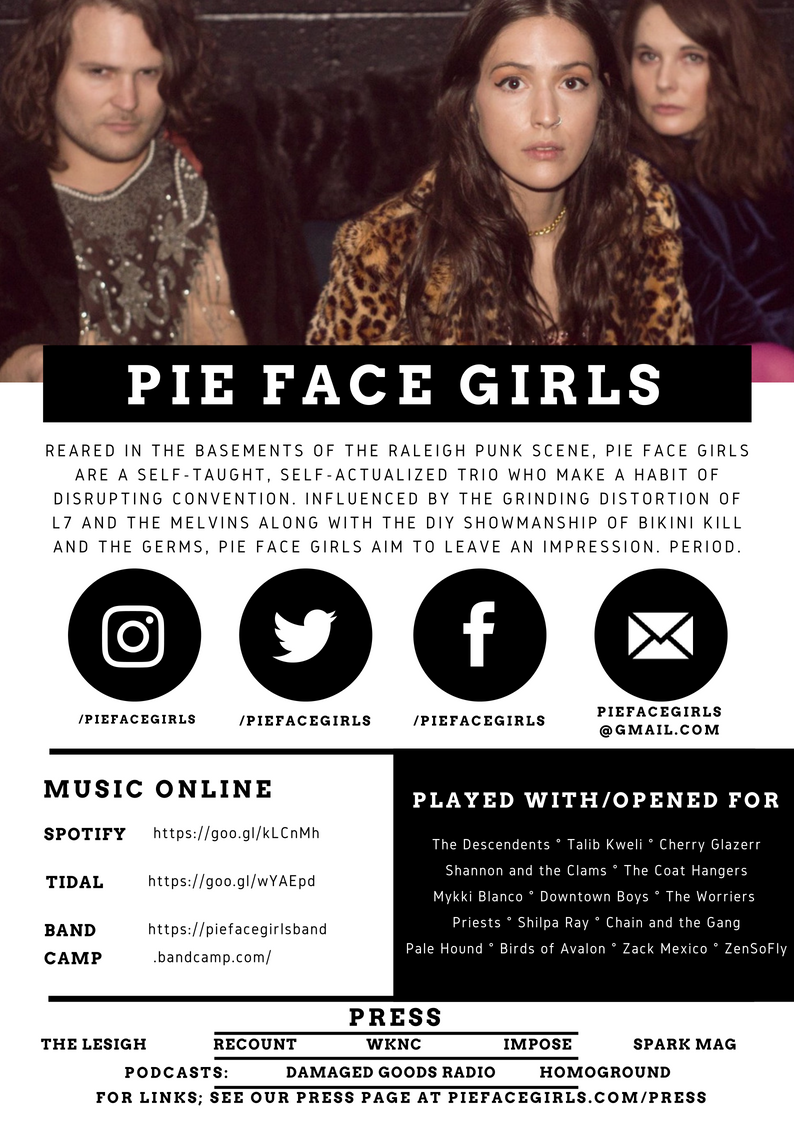 PIE FACE GIRLS
REARED IN THE BASEMENTS OF THE RALEIGH PUNK SCENE, PIE FACE GIRLS
ARE A SELF-TAUGHT, SELF-ACTUALIZED TRIO WHO MAKE A HABIT OF
DISRUPTING CONVENTION. INFLUENCED BY THE GRINDING DISTORTION OF
L7 AND THE MELVINS ALONG WITH THE DIY SHOWMANSHIP OF BIKINI KILL
AND THE GERMS, PIE FACE GIRLS AIM TO LEAVE AN IMPRESSION. PERIOD.
/PIEFACEGIRLS
/PIEFACEGIRLS
/PIEFACEGIRLS
PIEFACEGIRLS
@GMAIL.COM
MUSIC ONLINE
SPOTIFY https://goo.gl/kLCnMh
TIDAL https://goo.gl/wYAEpd
BAND https://piefacegirlsband
CAMP .bandcamp.com/
PLAYED WITH/OPENED FOR
The Descendents ° Talib Kweli ° Cherry Glazerr
Shannon and the Clams ° The Coat Hangers
Mykki Blanco ° Downtown Boys ° The Worriers
Priests ° Shilpa Ray ° Chain and the Gang
Pale Hound ° Birds of Avalon ° Zack Mexico ° ZenSoFly
PRESS
THE LESIGH RECOUNT WKNC IMPOSE SPARK MAG
PODCASTS: DAMAGED GOODS RADIO HOMOGROUND
FOR LINKS; SEE OUR PRESS PAGE AT PIEFACEGIRLS.COM/PRESS